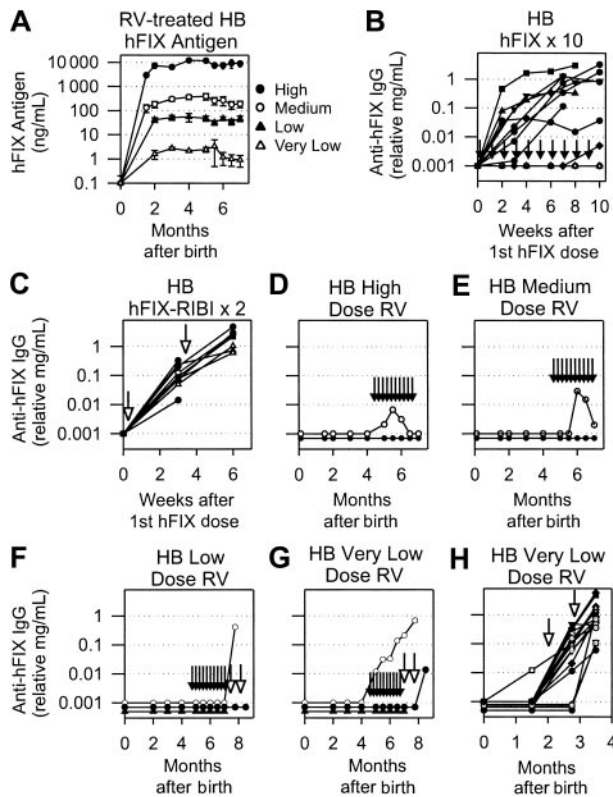 A
RV-treated HB
hFIX Antigen
hFIX Antigen
(ng/mL)
10 000
1 000
100
10
1
0.1
0
2
4
6
Months
after birth
High
Medium
Low
Very Low
B
HB
hFIX x 10
Anti-hFIX IgG
(relative mg/mL)
1
0.1
0.01
0.001
0 2 4 6 8 10
Weeks after
1st hFIX dose
C
HB
hFIX-RIBI x 2
Anti-hFIX IgG
(relative mg/mL)
1
0.1
0.01
0.001
0 2 4 6
Weeks after
1st hFIX dose
D
HB High
Dose RV
0 2 4 6
Months
after birth
E
HB Medium
Dose RV
0 2 4 6
Months
after birth
F
HB Low
Dose RV
Anti-hFIX IgG
(relative mg/mL)
1
0.1
0.01
0.001
0 2 4 6 8
Months
after birth
G
HB Very Low
Dose RV
0 2 4 6 8
Months
after birth
H
HB Very Low
Dose RV
0 1 2 3 4
Months
after birth